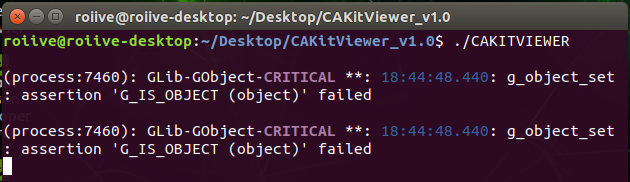 roiive@roiive-desktop: ~/Desktop/CAKitViewer_v1.0
roiive@roiive-desktop:~/Desktop/CAKitViewer_v1.0$ ./CAKITVIEWER
(process:7460): GLib-GObject-CRITICAL **: 18:44:48.440: g_object_set
: assertion 'G_IS_OBJECT (object)' failed
(process:7460): GLib-GObject-CRITICAL **: 18:44:48.440: g_object_set
: assertion 'G_IS_OBJECT (object)' failed